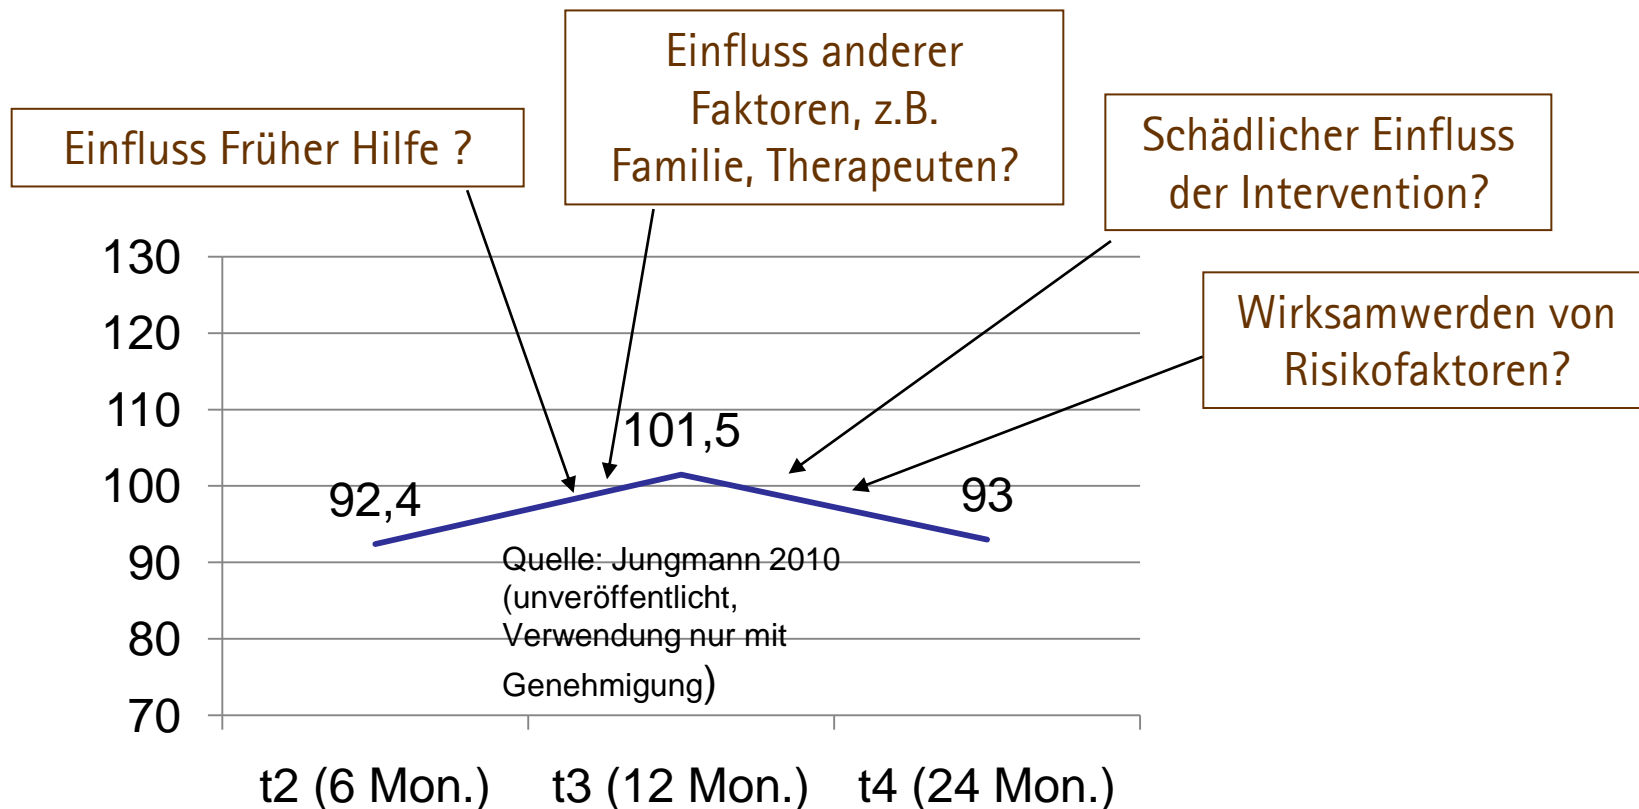 Einfluss anderer
Faktoren, z.B.
Familie, Therapeuten?
Einfluss Früher Hilfe ?
Schädlicher Einfluss
der Intervention?
Wirksamwerden von
Risikofaktoren?
130
120
110
100
90
80
70
92,4
101,5
93
Quelle: Jungmann 2010
(unveröffentlicht,
Verwendung nur mit
Genehmigung)
t2 (6 Mon.)
t3 (12 Mon.)
t4 (24 Mon.)